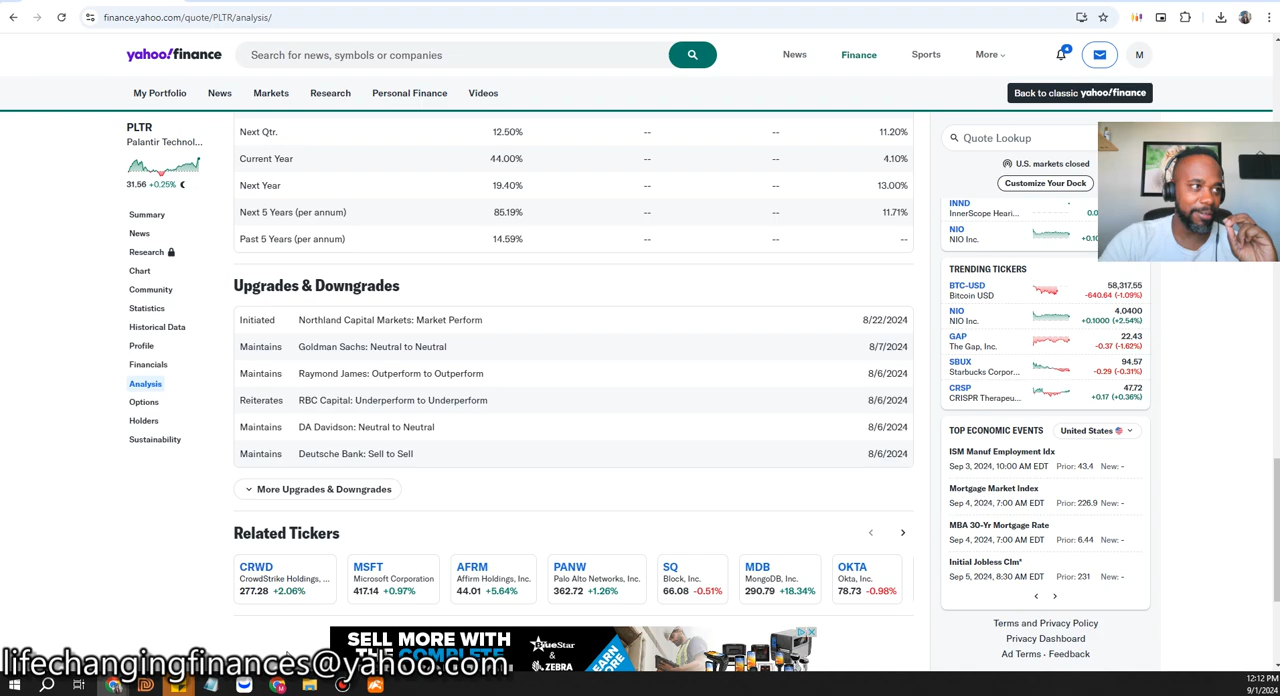 finance.yahoo.com/quote/PLTR/analysis/
yahoo!finance
Search for news, symbols or companies
News
Finance
Sports
More
4
M
My Portfolio
News
Markets
Research
Personal Finance
Videos
Back to classic yahoo!finance
PLTR
Palantir Technol...
31.56 +0.25%
Summary
News
Research
Chart
Community
Statistics
Historical Data
Profile
Financials
Analysis
Options
Holders
Sustainability
Next Qtr. 12.50% -- -- 11.20%
Current Year 44.00% -- -- 4.10%
Next Year 19.40% -- -- 13.00%
Next 5 Years (per annum) 85.19% -- -- 11.71%
Past 5 Years (per annum) 14.59% -- -- --
Upgrades & Downgrades
Initiated Northland Capital Markets: Market Perform 8/22/2024
Maintains Goldman Sachs: Neutral to Neutral 8/7/2024
Maintains Raymond James: Outperform to Outperform 8/6/2024
Reiterates RBC Capital: Underperform to Underperform 8/6/2024
Maintains DA Davidson: Neutral to Neutral 8/6/2024
Maintains Deutsche Bank: Sell to Sell 8/6/2024
More Upgrades & Downgrades
Related Tickers
CRWD
CrowdStrike Holdings, ...
277.28 +2.06%
MSFT
Microsoft Corporation
417.14 +0.97%
AFRM
Affirm Holdings, Inc.
44.01 +5.64%
PANW
Palo Alto Networks, Inc.
362.72 +1.26%
SQ
Block, Inc.
66.08 -0.51%
MDB
MongoDB, Inc.
290.79 +18.34%
OKTA
Okta, Inc.
78.73 -0.98%
Quote Lookup
U.S. markets closed
Customize Your Dock
INND -
InnerScope Heari... 0.0
NIO
NIO Inc. +0.10
TRENDING TICKERS
BTC-USD 58,317.55
Bitcoin USD -640.64 (-1.09%)
NIO 4.0400
NIO Inc. +0.1000 (+2.54%)
GAP 22.43
The Gap, Inc. -0.37 (-1.62%)
SBUX 94.57
Starbucks Corpor... -0.29 (-0.31%)
CRSP 47.72
CRISPR Therapeu... +0.17 (+0.36%)
TOP ECONOMIC EVENTS United States
ISM Manuf Employment Idx
Sep 3, 2024, 10:00 AM EDT Prior: 43.4 New: -
Mortgage Market Index
Sep 4, 2024, 7:00 AM EDT Prior: 226.9 New: -
MBA 30-Yr Mortgage Rate
Sep 4, 2024, 7:00 AM EDT Prior: 6.44 New: -
Initial Jobless Clm*
Sep 5, 2024, 8:30 AM EDT Prior: 231 New: -
Terms and Privacy Policy
Privacy Dashboard
Ad Terms · Feedback
SELL MORE WITH
THE COMPLETE
BlueStar
ZEBRA
LEARN
MORE
lifechangingfinances@yahoo.com
12:12 PM
9/1/2024